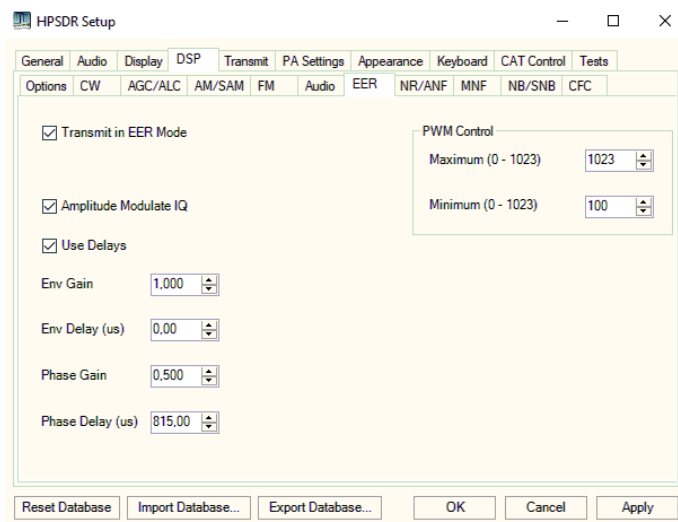 HPSDR Setup
General Audio Display DSP Transmit PA Settings Appearance Keyboard CAT Control Tests
Options CW AGC/ALC AM/SAM FM Audio EER NR/ANF MNF NB/SNB CFC
Transmit in EER Mode
PWM Control
Maximum (0 - 1023) 1023
Amplitude Modulate IQ
Minimum (0 - 1023) 100
Use Delays
Env Gain 1,000
Env Delay (us) 0,00
Phase Gain 0,500
Phase Delay (us) 815,00
Reset Database Import Database... Export Database... OK Cancel Apply